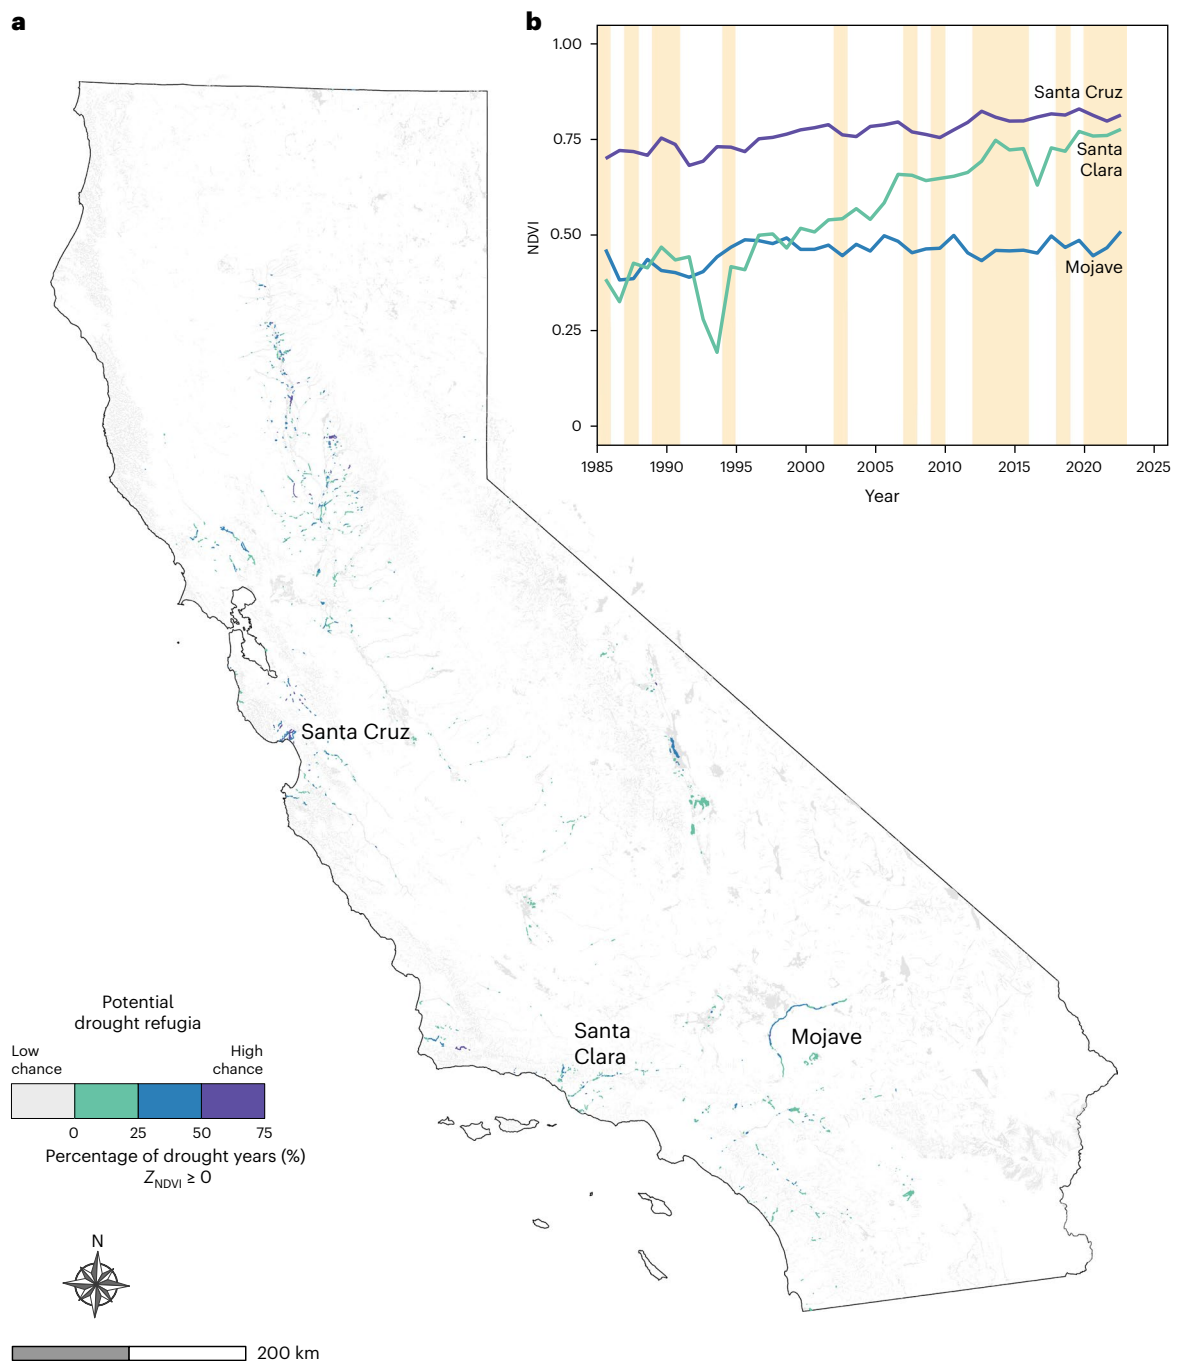 a
b
1.00
0.75
0.50
0.25
0
NDVI
Santa Cruz
Santa
Clara
Mojave
1985
1990
1995
2000
2005
2010
2015
2020
2025
Year
Santa Cruz
Santa
Clara
Mojave
Potential
drought refugia
Low
chance
High
chance
0
25
50
75
Percentage of drought years (%)
Z_NDVI ≥ 0
N
200 km